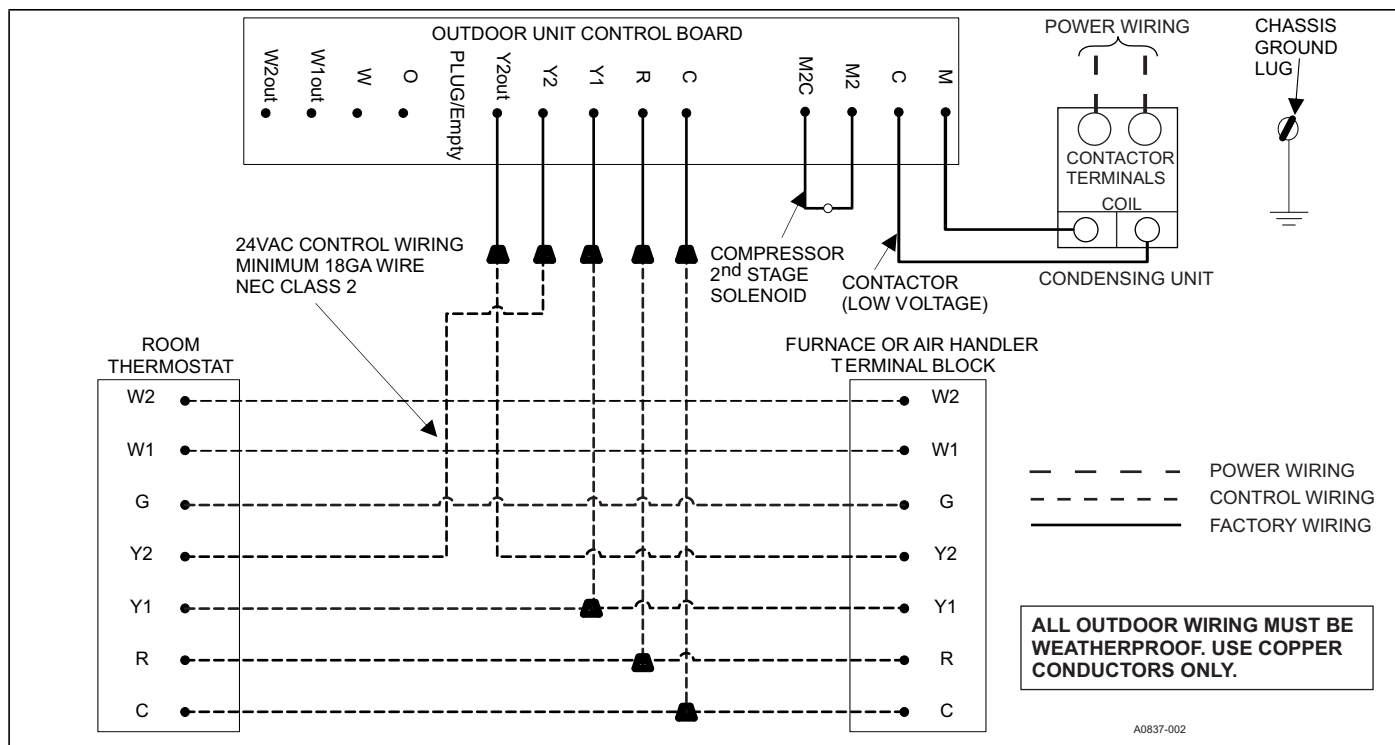 OUTDOOR UNIT CONTROL BOARD
W2out
W1out
W
O
PLUG/Empty
Y2out
Y2
Y1
R
C
M2C
M2
C
M
POWER WIRING
CHASSIS
GROUND
LUG
CONTACTOR
TERMINALS
COIL
CONDENSING UNIT
24VAC CONTROL WIRING
MINIMUM 18GA WIRE
NEC CLASS 2
COMPRESSOR
2nd STAGE
SOLENOID
CONTACTOR
(LOW VOLTAGE)
ROOM
THERMOSTAT
W2
W1
G
Y2
Y1
R
C
FURNACE OR AIR HANDLER
TERMINAL BLOCK
W2
W1
G
Y2
Y1
R
C
POWER WIRING
CONTROL WIRING
FACTORY WIRING
ALL OUTDOOR WIRING MUST BE
WEATHERPROOF. USE COPPER
CONDUCTORS ONLY.
A0837-002